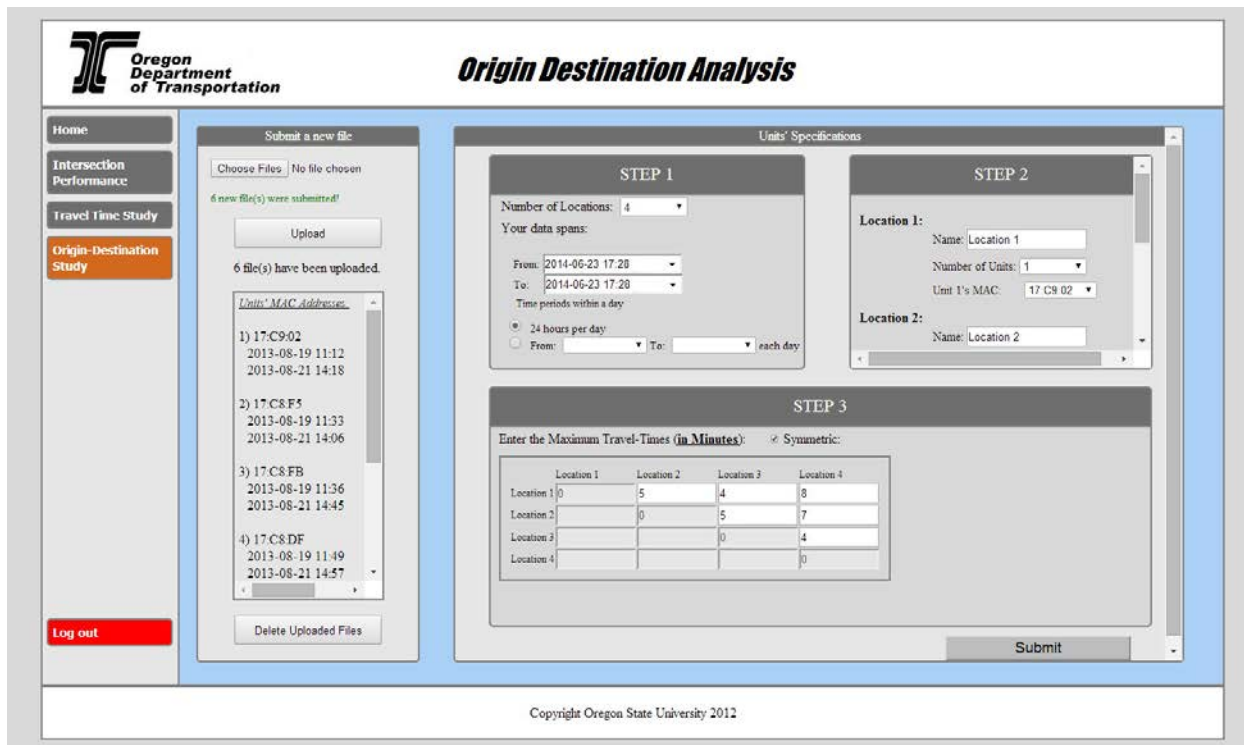 Oregon
Department
of Transportation
Origin Destination Analysis
Home
Intersection
Performance
Travel Time Study
Origin-Destination
Study
Log out
Submit a new file
Choose Files No file chosen
6 new file(s) were submitted!
Upload
6 file(s) have been uploaded.
Units' MAC Addresses
1) 17:C9:02
2013-08-19 11:12
2013-08-21 14:18
2) 17:C8:F5
2013-08-19 11:33
2013-08-21 14:06
3) 17:C8:FB
2013-08-19 11:36
2013-08-21 14:45
4) 17:C8:DF
2013-08-19 11:49
2013-08-21 14:57
Delete Uploaded Files
Units' Specifications
STEP 1
Number of Locations: 4
Your data spans:
From: 2014-06-23 17:28
To: 2014-06-23 17:28
Time periods within a day
24 hours per day
From: To: each day
STEP 2
Location 1:
Name: Location 1
Number of Units: 1
Unit 1's MAC: 17 C9 02
Location 2:
Name: Location 2
STEP 3
Enter the Maximum Travel-Times (in Minutes): Symmetric:
Location 1 Location 2 Location 3 Location 4
Location 1 0 5 4 8
Location 2 0 5 7
Location 3 0 4
Location 4 0
Submit
Copyright Oregon State University 2012